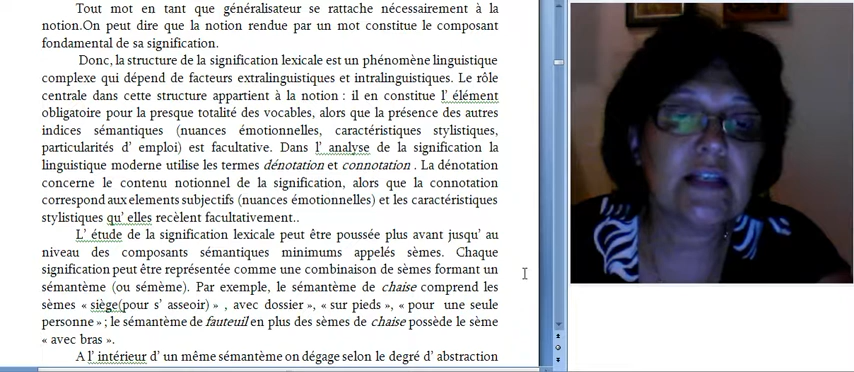 Tout mot en tant que généralisateur se rattache nécessairement à la
notion.On peut dire que la notion rendue par un mot constitue le composant
fondamental de sa signification.
Donc, la structure de la signification lexicale est un phénomène linguistique
complexe qui dépend de facteurs extralinguistiques et intralinguistiques. Le rôle
centrale dans cette structure appartient à la notion : il en constitue l' élément
obligatoire pour la presque totalité des vocables, alors que la présence des autres
indices sémantiques (nuances émotionnelles, caractéristiques stylistiques,
particularités d' emploi) est facultative. Dans l' analyse de la signification la
linguistique moderne utilise les termes dénotation et connotation . La dénotation
concerne le contenu notionnel de la signification, alors que la connotation
correspond aux elements subjectifs (nuances émotionnelles) et les caractéristiques
stylistiques qu' elles recèlent facultativement..
L' étude de la signification lexicale peut être poussée plus avant jusqu' au
niveau des composants sémantiques minimums appelés sèmes. Chaque
signification peut être représentée comme une combinaison de sèmes formant un
sémantème (ou sémème). Par exemple, le sémantème de chaise comprend les
sèmes « siège(pour s' asseoir) » , avec dossier », « sur pieds », « pour une seule
personne » ; le sémantème de fauteuil en plus des sèmes de chaise possède le sème
« avec bras ».
A l' intérieur d' un même sémantème on dégage selon le degré d' abstraction